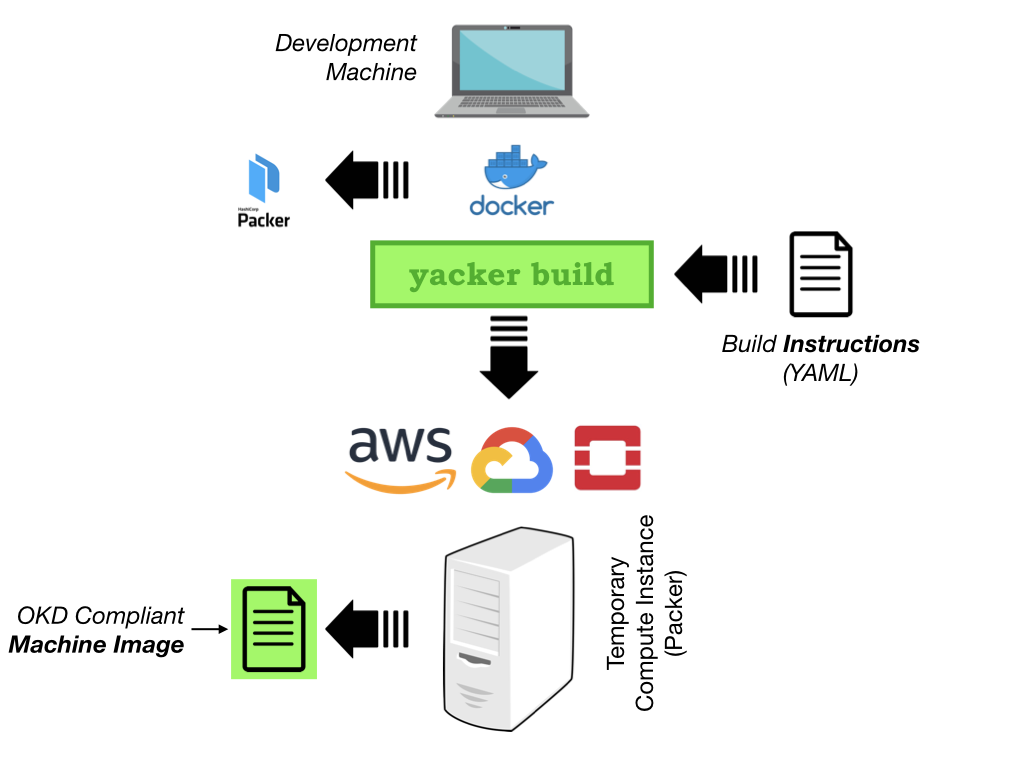 Development
Machine
docker
HashiCorp
Packer
yacker build
Build Instructions
(YAML)
aws
Temporary
Compute Instance
(Packer)
OKD Compliant
Machine Image